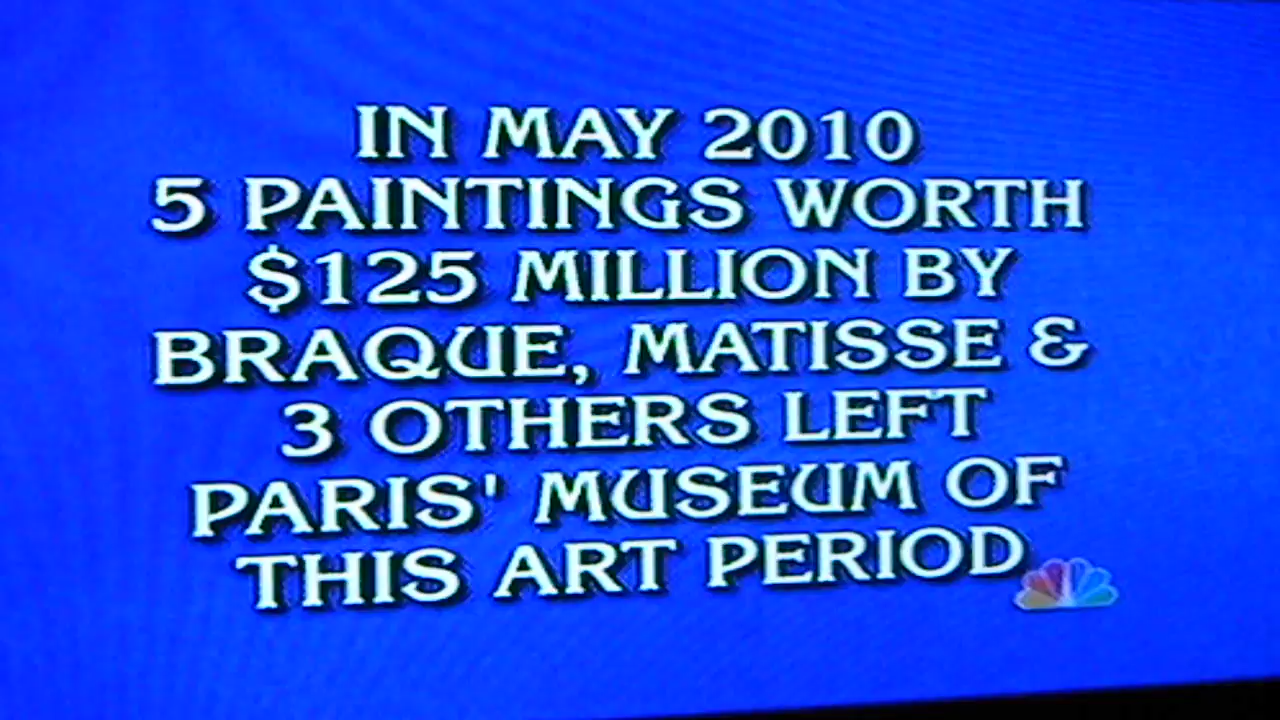 IN MAY 2010
5 PAINTINGS WORTH
$125 MILLION BY
BRAQUE, MATISSE &
3 OTHERS LEFT
PARIS' MUSEUM OF
THIS ART PERIOD